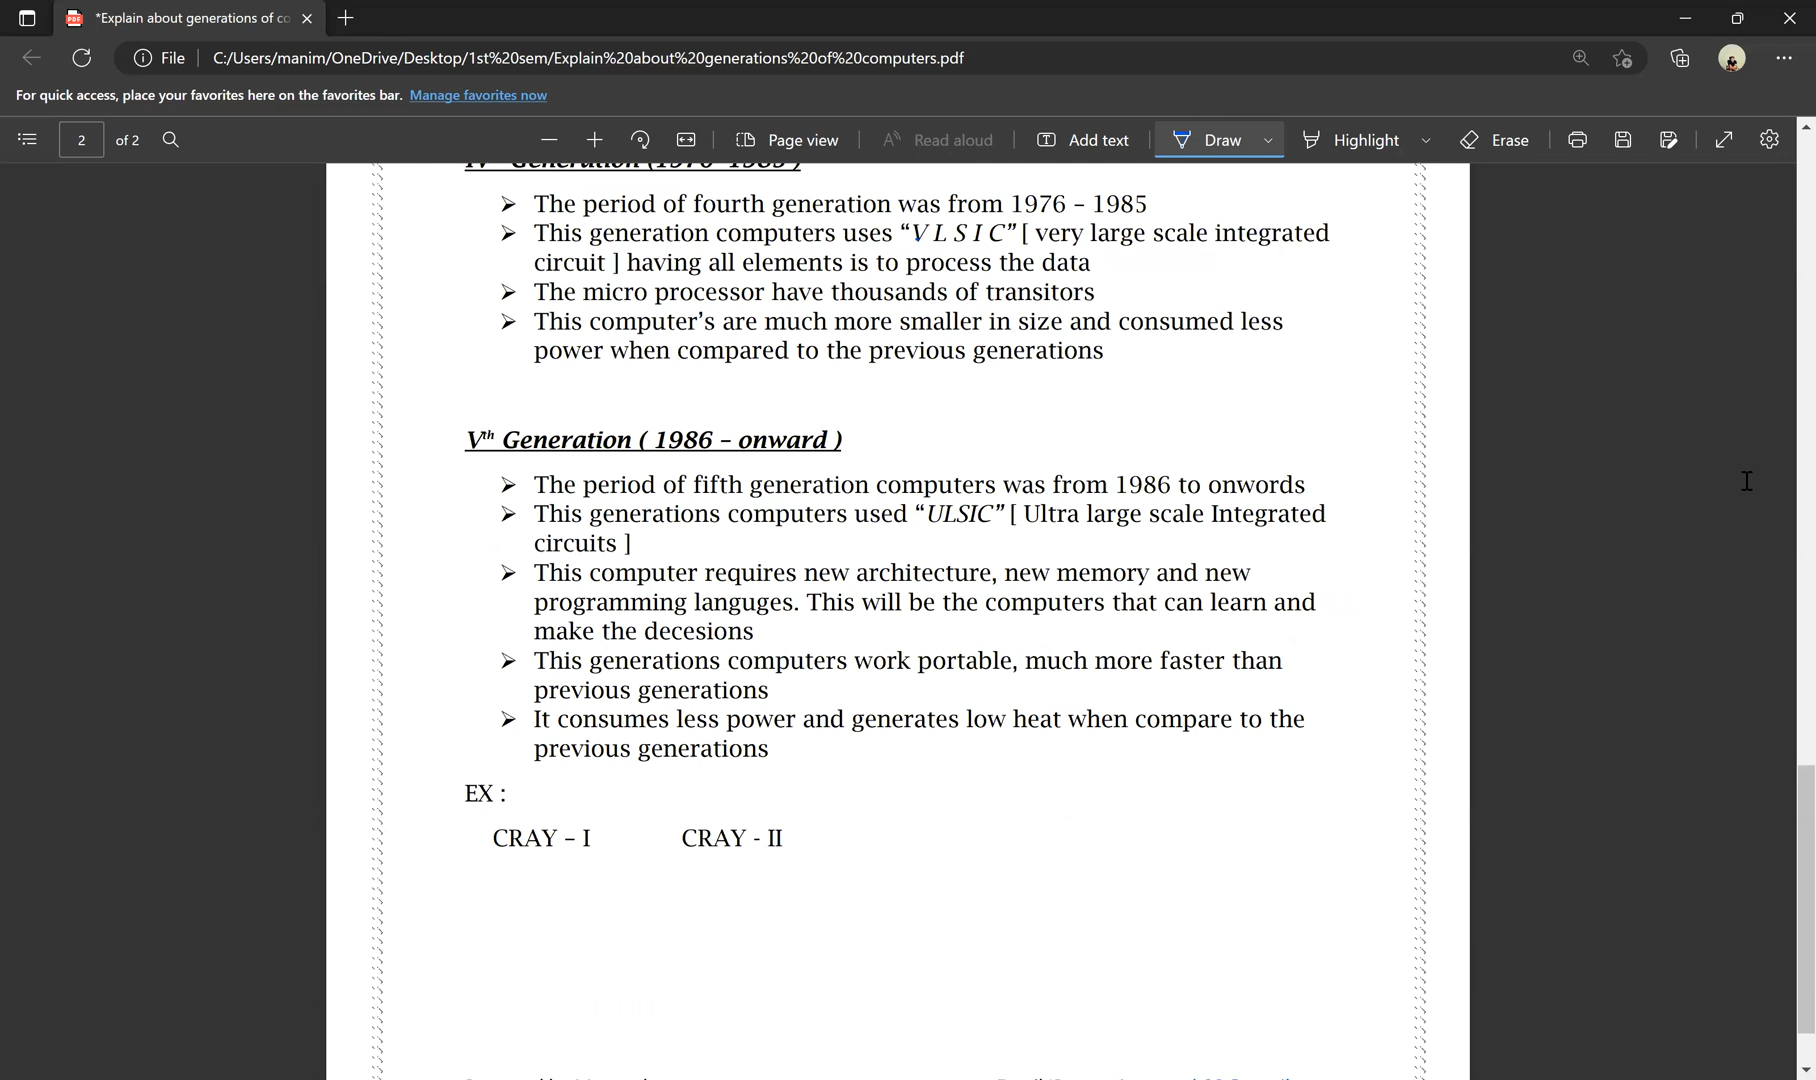 *Explain about generations of co
File C:/Users/manim/OneDrive/Desktop/1st%20sem/Explain%20about%20generations%20of%20computers.pdf
For quick access, place your favorites here on the favorites bar. Manage favorites now
2 of 2 Page view Read aloud Add text Draw Highlight Erase
Generation
➢ The period of fourth generation was from 1976 – 1985
➢ This generation computers uses “V L S I C” [ very large scale integrated
circuit ] having all elements is to process the data
➢ The micro processor have thousands of transitors
➢ This computer’s are much more smaller in size and consumed less
power when compared to the previous generations
Vth Generation ( 1986 – onward )
➢ The period of fifth generation computers was from 1986 to onwords
➢ This generations computers used “ULSIC” [ Ultra large scale Integrated
circuits ]
➢ This computer requires new architecture, new memory and new
programming languges. This will be the computers that can learn and
make the decesions
➢ This generations computers work portable, much more faster than
previous generations
➢ It consumes less power and generates low heat when compare to the
previous generations
EX :
CRAY – I CRAY - II